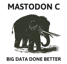 MASTODON C
BIG DATA DONE BETTER